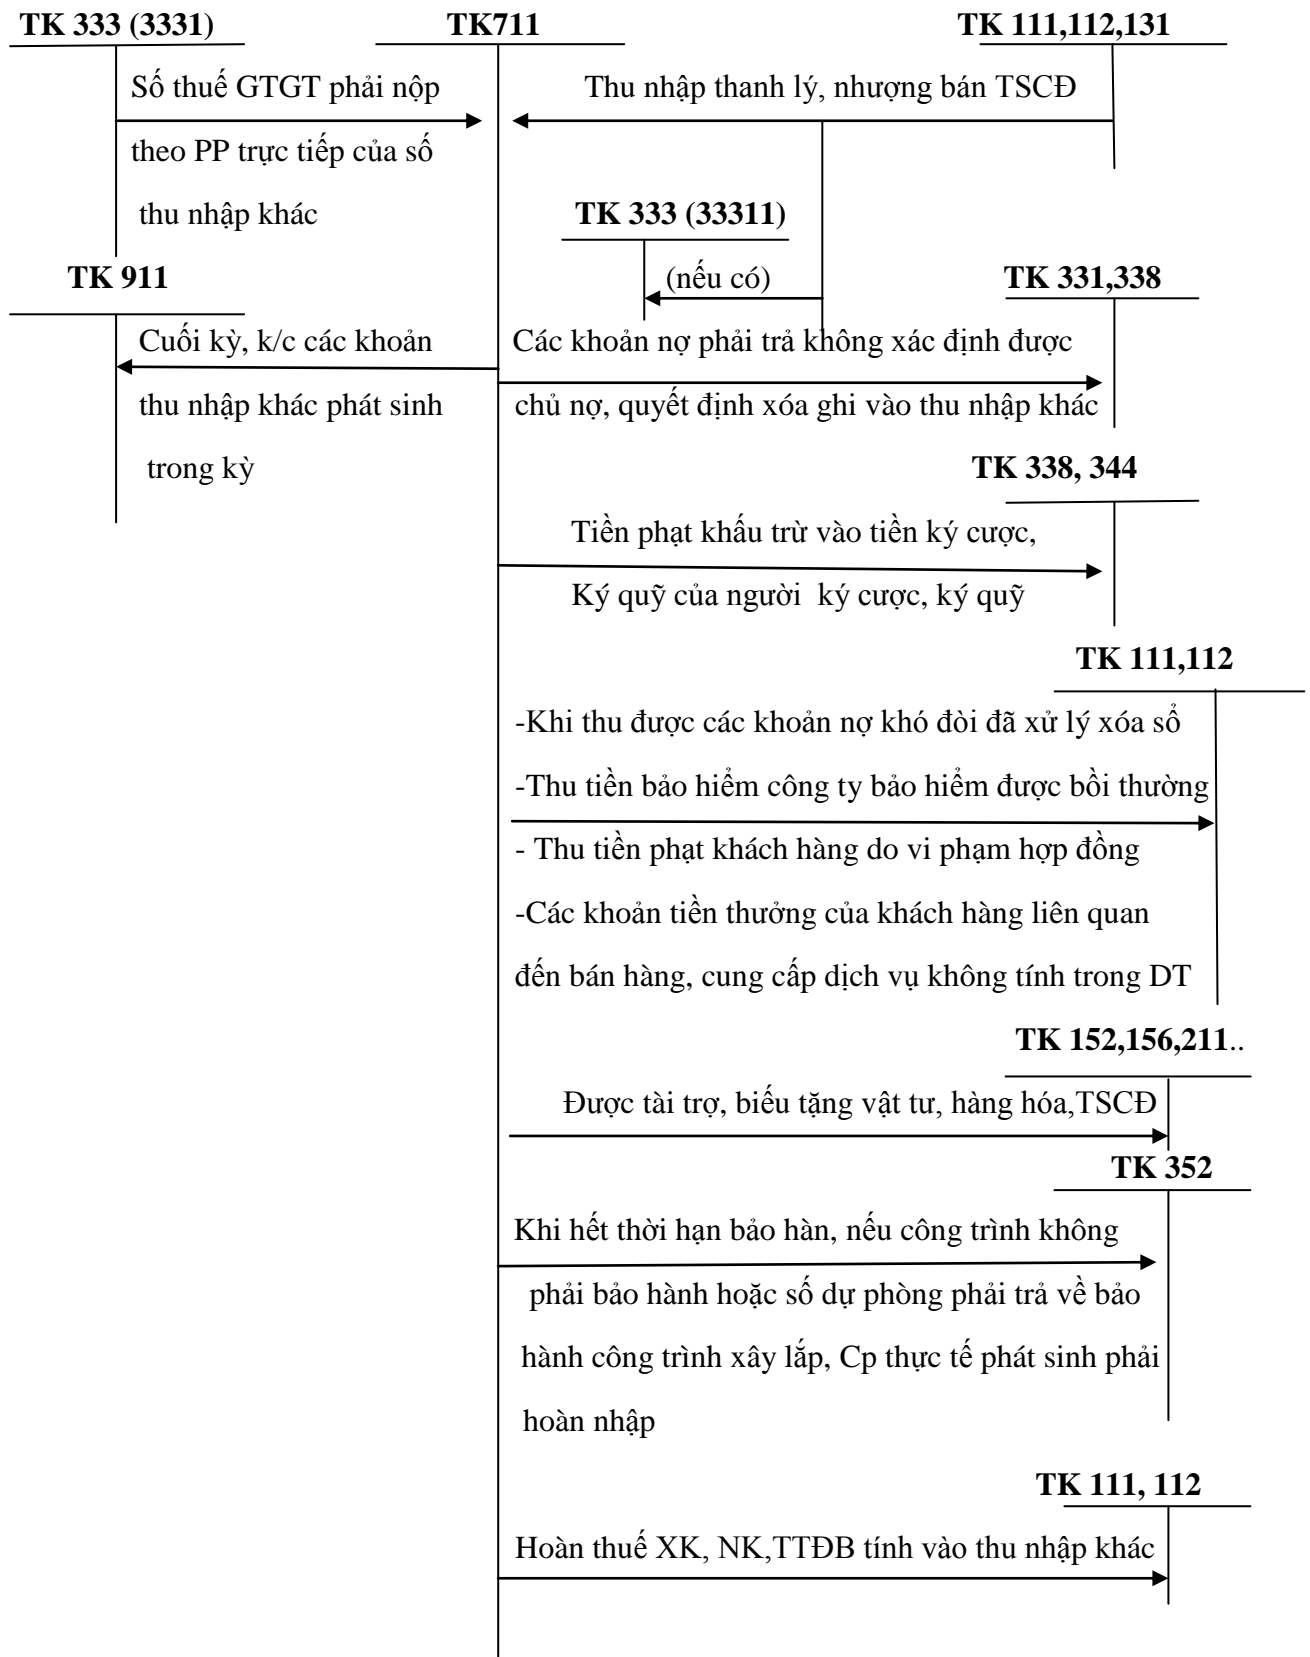 TK 333 (3331)
TK711
TK 111,112,131
Số thuế GTGT phải nộp
theo PP trực tiếp của số
thu nhập khác
Thu nhập thanh lý, nhượng bán TSCĐ
TK 333 (33311)
(nếu có)
TK 911
Cuối kỳ, k/c các khoản
thu nhập khác phát sinh
trong kỳ
TK 331,338
Các khoản nợ phải trả không xác định được
chủ nợ, quyết định xóa ghi vào thu nhập khác
TK 338, 344
Tiền phạt khấu trừ vào tiền ký cược,
Ký quỹ của người ký cược, ký quỹ
TK 111,112
-Khi thu được các khoản nợ khó đòi đã xử lý xóa sổ
-Thu tiền bảo hiểm công ty bảo hiểm được bồi thường
- Thu tiền phạt khách hàng do vi phạm hợp đồng
-Các khoản tiền thưởng của khách hàng liên quan
đến bán hàng, cung cấp dịch vụ không tính trong DT
TK 152,156,211..
Được tài trợ, biếu tặng vật tư, hàng hóa,TSCĐ
TK 352
Khi hết thời hạn bảo hàn, nếu công trình không
phải bảo hành hoặc số dự phòng phải trả về bảo
hành công trình xây lắp, Cp thực tế phát sinh phải
hoàn nhập
TK 111, 112
Hoàn thuế XK, NK,TTĐB tính vào thu nhập khác